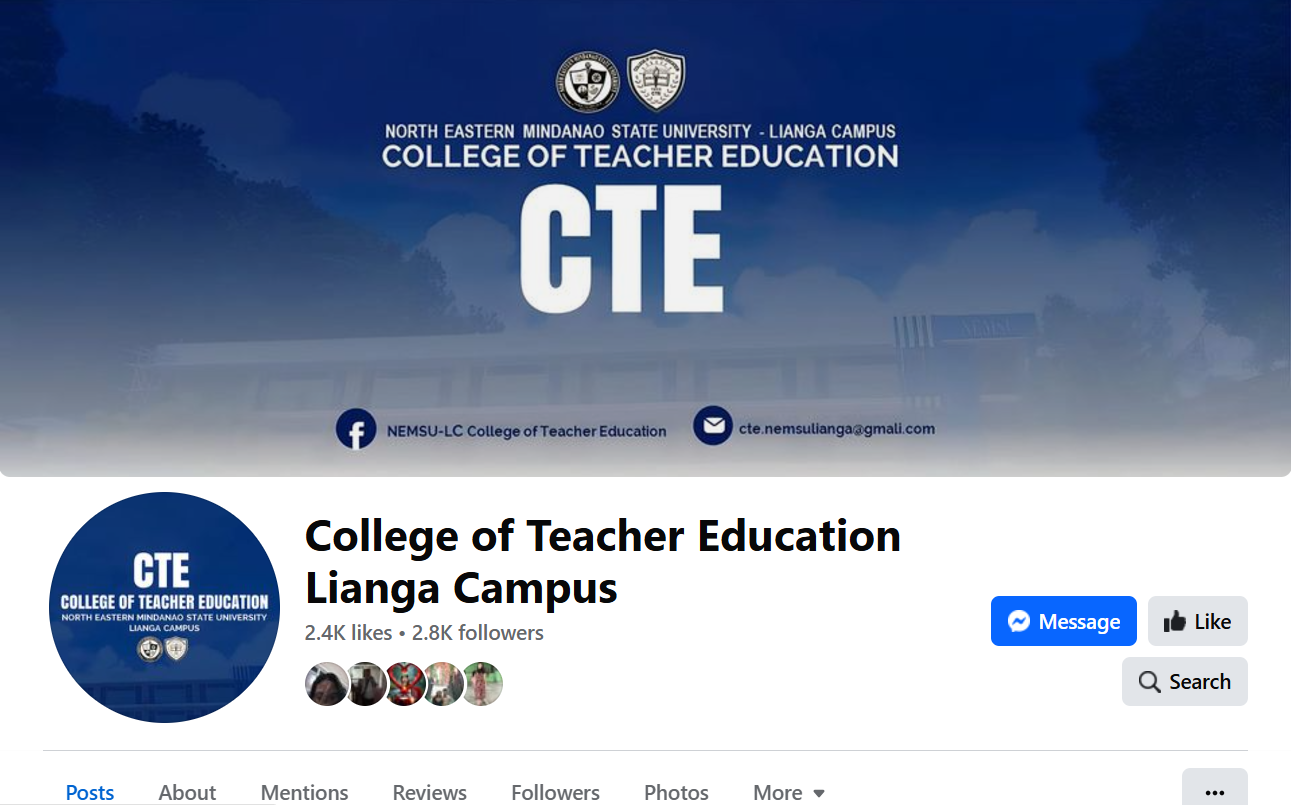 NORTH EASTERN MINDANAO STATE UNIVERSITY - LIANGA CAMPUS
COLLEGE OF TEACHER EDUCATION
CTE
NEMSU
NEMSU-LC College of Teacher Education
cte.nemsulianga@gmali.com
CTE
COLLEGE OF TEACHER EDUCATION
NORTH EASTERN MINDANAO STATE UNIVERSITY
LIANGA CAMPUS
College of Teacher Education
Lianga Campus
2.4K likes • 2.8K followers
Message
Like
Search
Posts
About
Mentions
Reviews
Followers
Photos
More